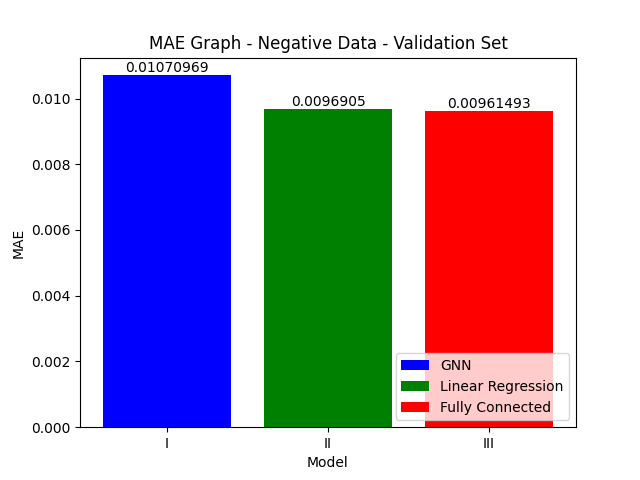 MAE Graph - Negative Data - Validation Set
0.01070969
0.0096905
0.00961493
0.010
0.008
0.006
0.004
0.002
0.000
MAE
GNN
Linear Regression
Fully Connected
I
II
III
Model